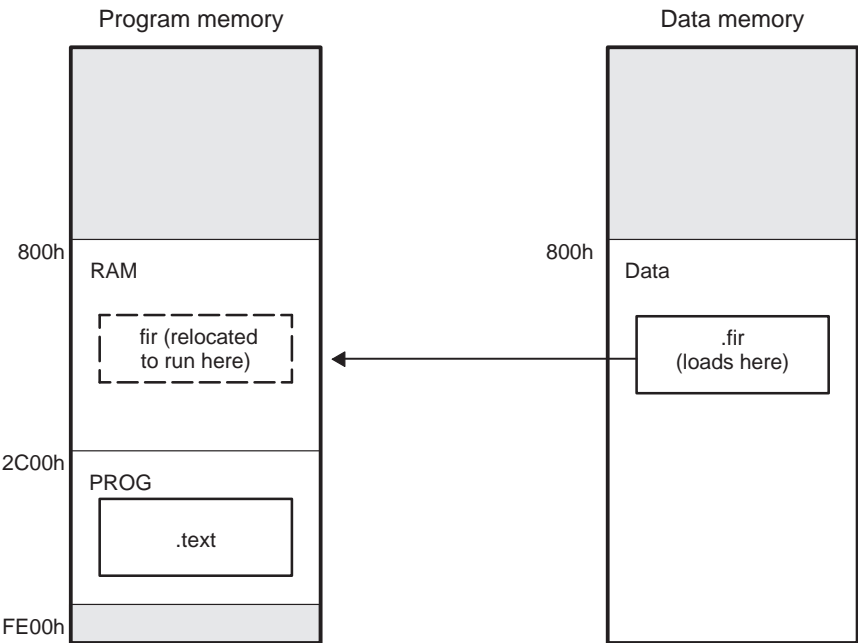 Program memory
Data memory
800h
RAM
fir (relocated
to run here)
2C00h
PROG
.text
FE00h
800h
Data
.fir
(loads here)